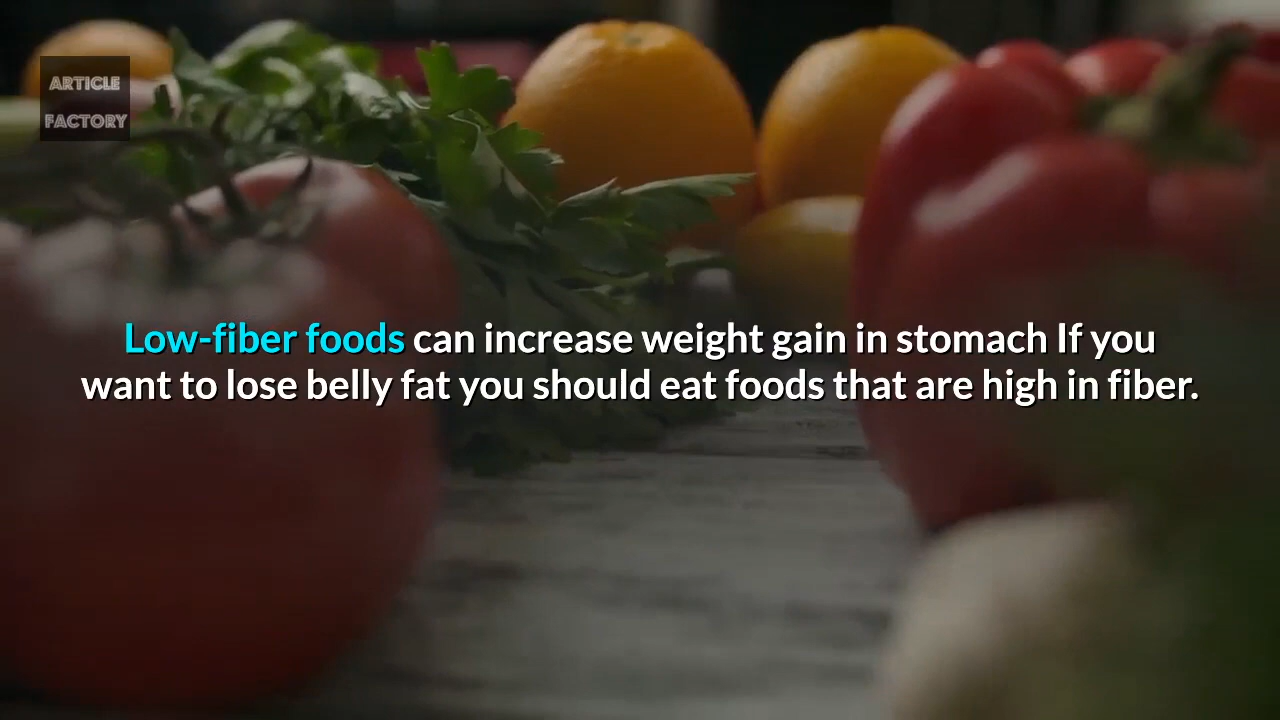 ARTICLE
FACTORY
Low-fiber foods can increase weight gain in stomach If you
want to lose belly fat you should eat foods that are high in fiber.